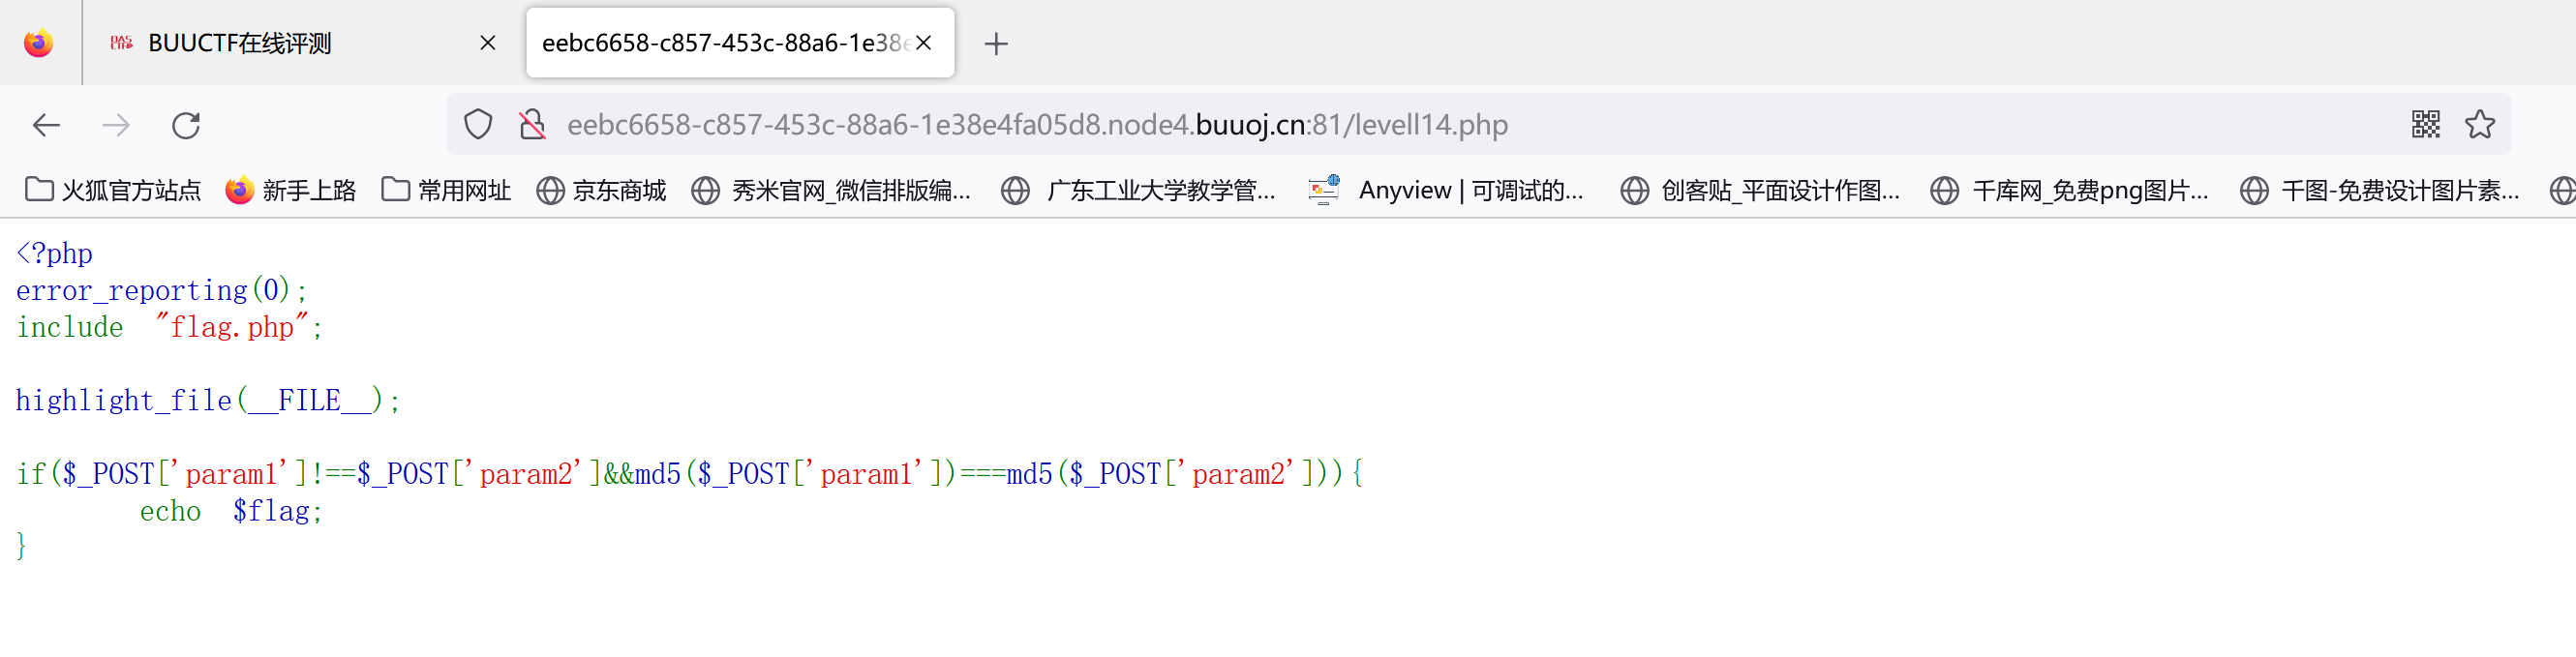 BUUCTF在线评测
eebc6658-c857-453c-88a6-1e38e
eebc6658-c857-453c-88a6-1e38e4fa05d8.node4.buuoj.cn:81/levell14.php
火狐官方站点 新手上路 常用网址 京东商城 秀米官网_微信排版编... 广东工业大学教学管... Anyview | 可调试的... 创客贴_平面设计作图... 千库网_免费png图片... 千图-免费设计图片素...
<?php
error_reporting(0);
include "flag.php";
highlight_file(__FILE__);
if($_POST['param1']!==$_POST['param2']&&md5($_POST['param1'])===md5($_POST['param2'])){
echo $flag;
}